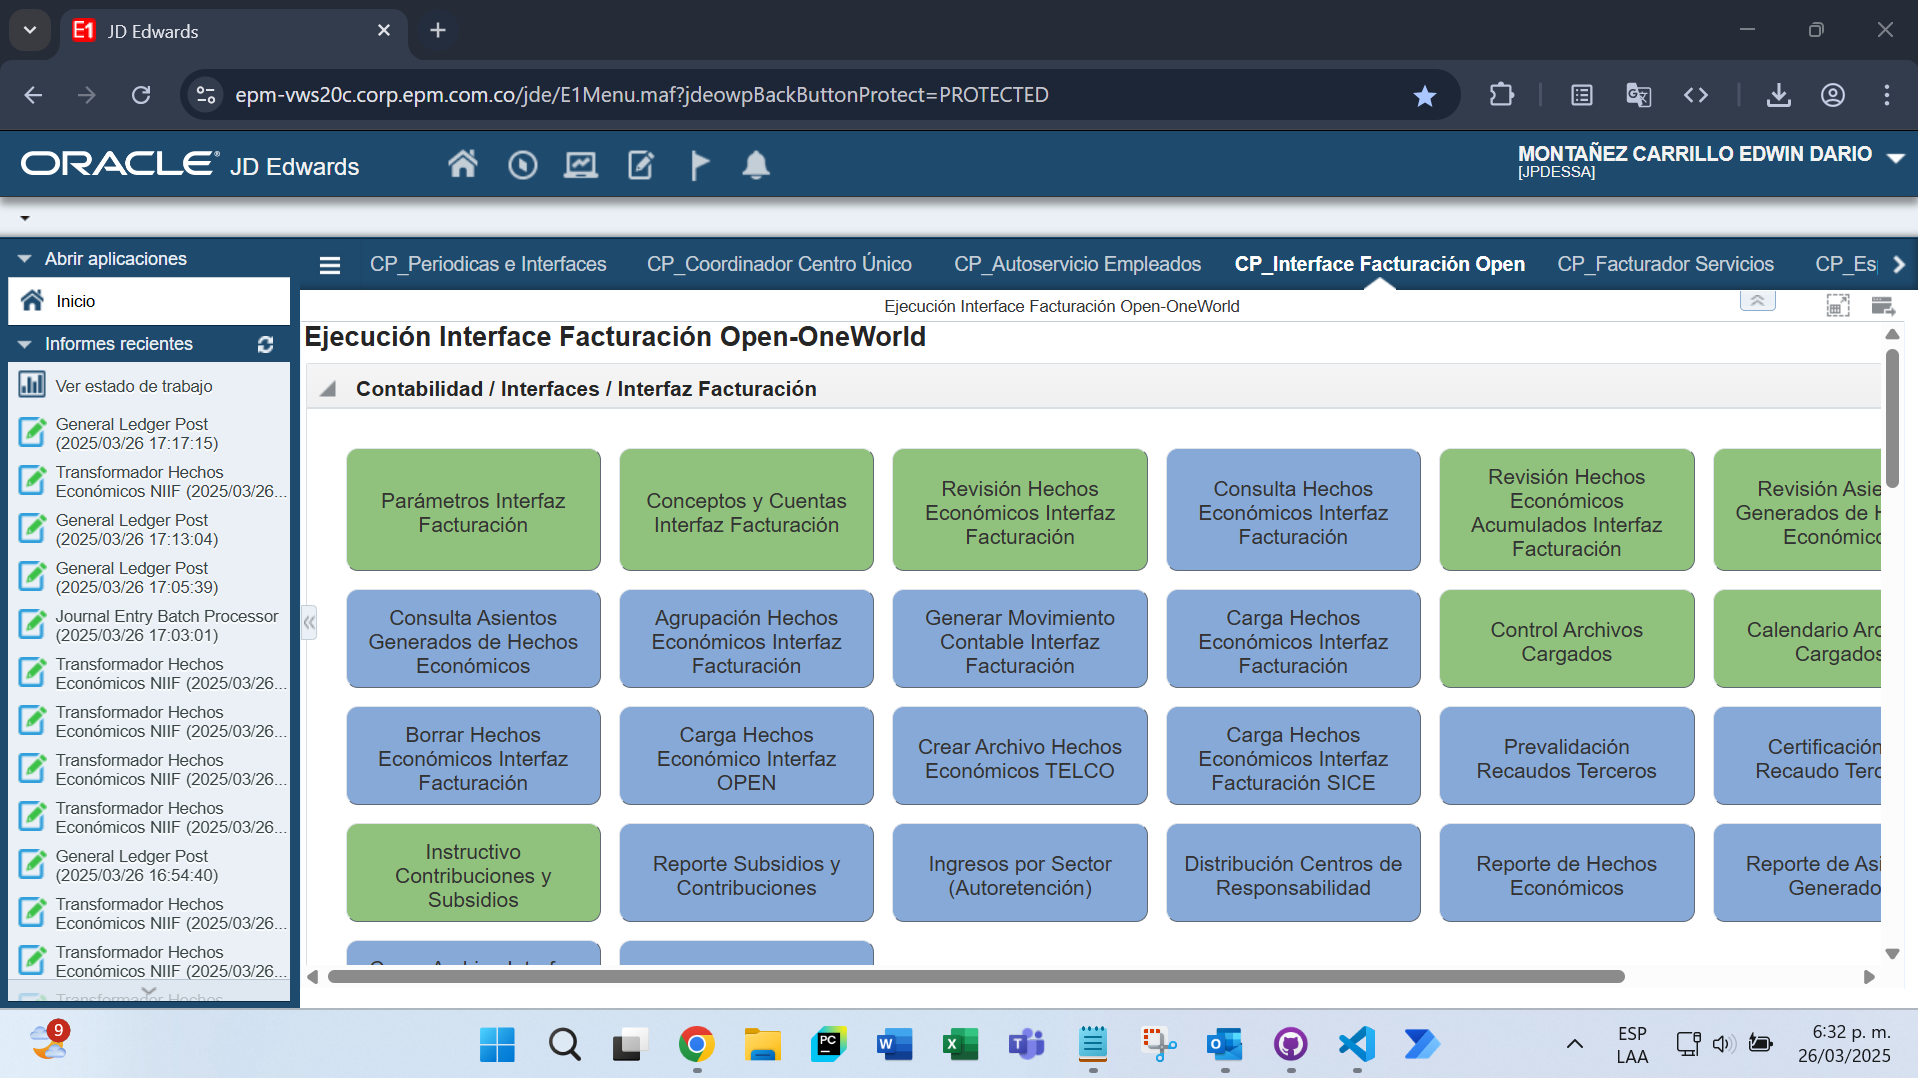 E1 JD Edwards
epm-vws20c.corp.epm.com.co/jde/E1Menu.maf?jdeowpBackButtonProtect=PROTECTED
ORACLE JD Edwards
MONTAÑEZ CARRILLO EDWIN DARIO
[JPDESSA]
Abrir aplicaciones
Inicio
Informes recientes
Ver estado de trabajo
General Ledger Post
(2025/03/26 17:17:15)
Transformador Hechos
Económicos NIIF (2025/03/26...
General Ledger Post
(2025/03/26 17:13:04)
General Ledger Post
(2025/03/26 17:05:39)
Journal Entry Batch Processor
(2025/03/26 17:03:01)
Transformador Hechos
Económicos NIIF (2025/03/26...
Transformador Hechos
Económicos NIIF (2025/03/26...
Transformador Hechos
Económicos NIIF (2025/03/26...
Transformador Hechos
Económicos NIIF (2025/03/26...
General Ledger Post
(2025/03/26 16:54:40)
Transformador Hechos
Económicos NIIF (2025/03/26...
Transformador Hechos
Económicos NIIF (2025/03/26...
Transformador Hechos
CP_Periodicas e Interfaces
CP_Coordinador Centro Único
CP_Autoservicio Empleados
CP_Interface Facturación Open
CP_Facturador Servicios
CP_Es
Ejecución Interface Facturación Open-OneWorld
Ejecución Interface Facturación Open-OneWorld
Contabilidad / Interfaces / Interfaz Facturación
Parámetros Interfaz
Facturación
Conceptos y Cuentas
Interfaz Facturación
Revisión Hechos
Económicos Interfaz
Facturación
Consulta Hechos
Económicos Interfaz
Facturación
Revisión Hechos
Económicos
Acumulados Interfaz
Facturación
Revisión Asie
Generados de H
Económic
Consulta Asientos
Generados de Hechos
Económicos
Agrupación Hechos
Económicos Interfaz
Facturación
Generar Movimiento
Contable Interfaz
Facturación
Carga Hechos
Económicos Interfaz
Facturación
Control Archivos
Cargados
Calendario Arc
Cargados
Borrar Hechos
Económicos Interfaz
Facturación
Carga Hechos
Económico Interfaz
OPEN
Crear Archivo Hechos
Económicos TELCO
Carga Hechos
Económicos Interfaz
Facturación SICE
Prevalidación
Recaudos Terceros
Certificación
Recaudo Terc
Instructivo
Contribuciones y
Subsidios
Reporte Subsidios y
Contribuciones
Ingresos por Sector
(Autoretención)
Distribución Centros de
Responsabilidad
Reporte de Hechos
Económicos
Reporte de Asi
Generado
9
ESP
LAA
6:32 p. m.
26/03/2025